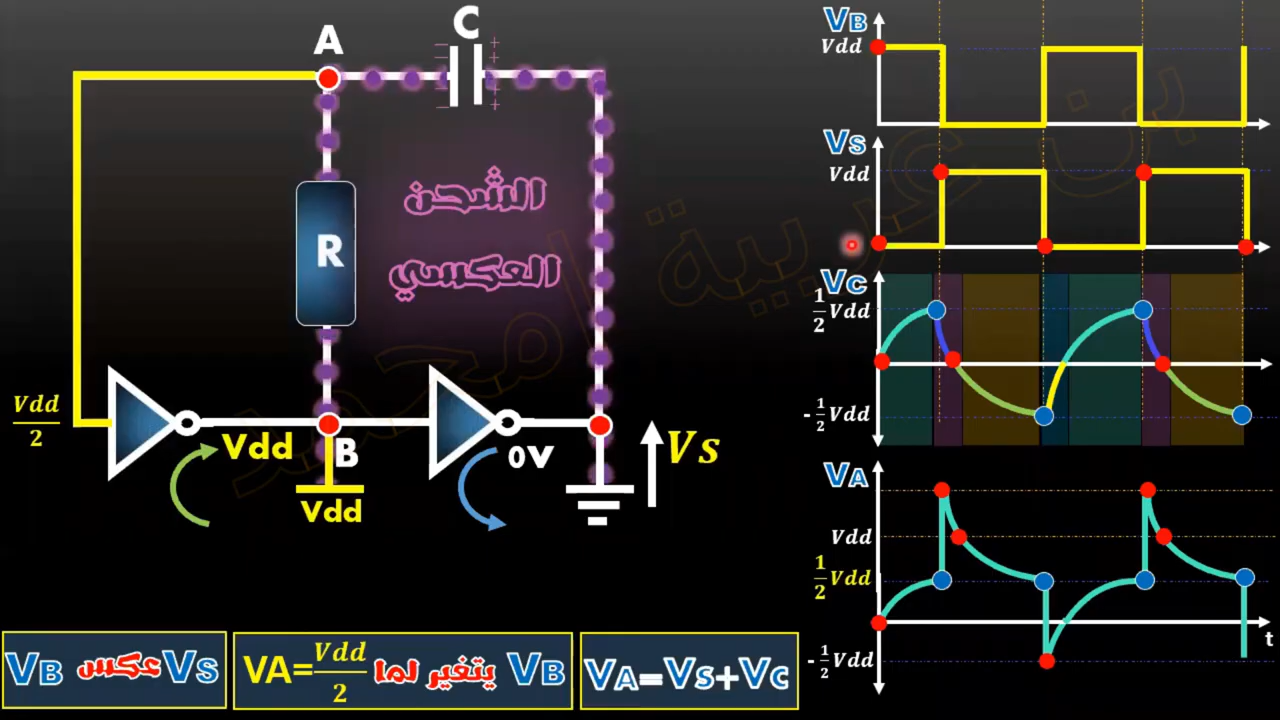 A
C
الشحن
العكسي
R
Vdd/2
Vdd
B
0V
Vs
Vdd
VB
Vdd
VS
Vdd
VC
1/2 Vdd
-1/2 Vdd
VA
Vdd
1/2 Vdd
t
-1/2 Vdd
VB عكس VS
VA=Vdd/2 يتغير لما VB
VA=VS+VC